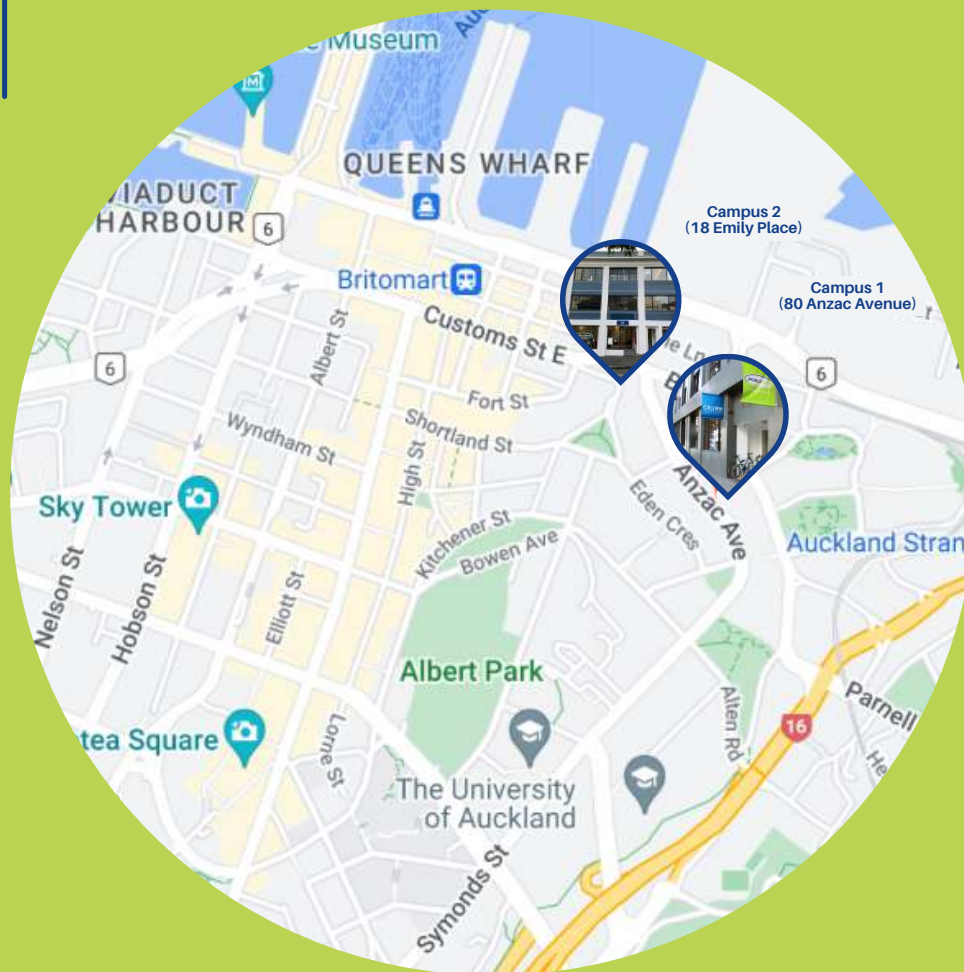 Museum
QUEENS WHARF
VIADUCT
HARBOUR
6
Campus 2
(18 Emily Place)
Britomart
Campus 1
(80 Anzac Avenue)
Customs St E
Albert St
6
6
Fort St
Shortland St
Wyndham St
High St
Sky Tower
Anzac Ave
Eden Cres
Kitchener St
Bowen Ave
Auckland Stran
Nelson St
Hobson St
Elliott St
Albert Park
Alten Rd
Parnell
16
tea Square
Lorne St
The University
of Auckland
Symonds St